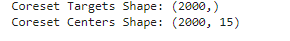 Coreset Targets Shape: (2000,)
Coreset Centers Shape: (2000, 15)